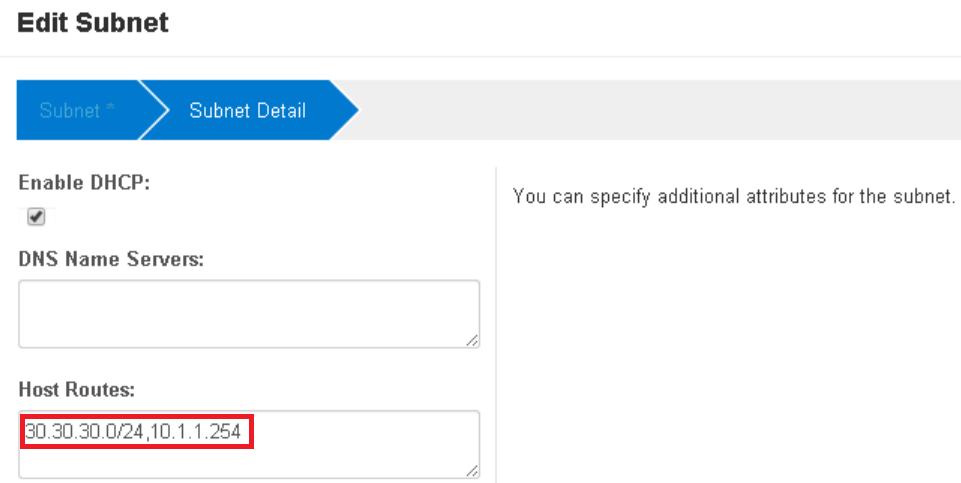 Edit Subnet
Subnet *
Subnet Detail
Enable DHCP:
You can specify additional attributes for the subnet.
DNS Name Servers:
Host Routes:
30.30.30.0/24,10.1.1.254